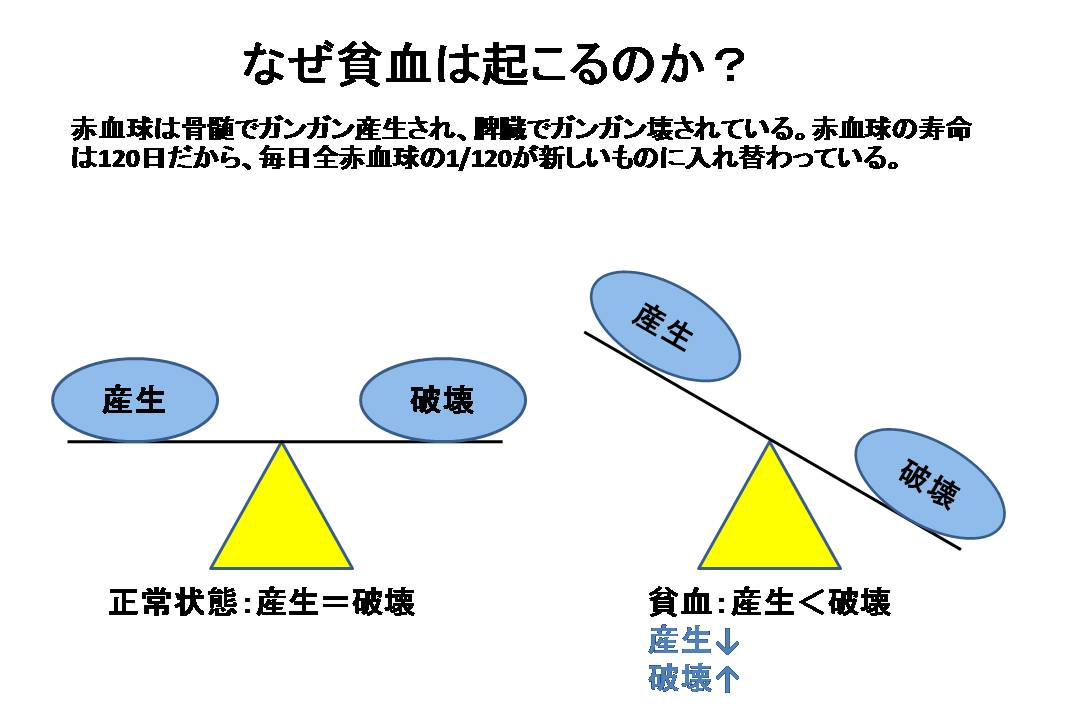 なぜ貧血は起こるのか？
赤血球は骨髄でガンガン産生され、脾臓でガンガン壊されている。赤血球の寿命
は120日だから、毎日全赤血球の1/120が新しいものに入れ替わっている。
産生
破壊
産生
破壊
正常状態：産生＝破壊
貧血：産生＜破壊
産生↓
破壊↑